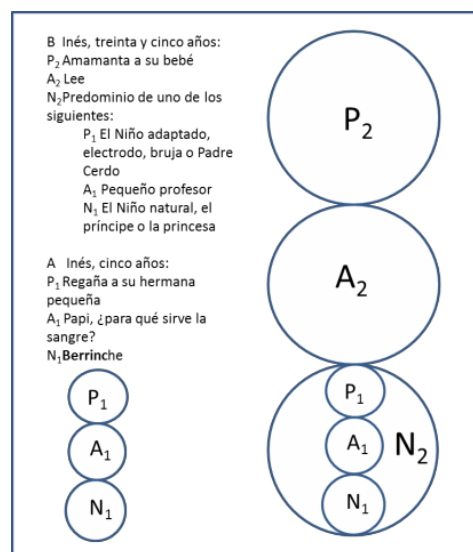 B Inés, treinta y cinco años:
P₂ Amamanta a su bebé
A₂ Lee
N₂Predominio de uno de los
siguientes:
P₁ El Niño adaptado,
electrodo, bruja o Padre
Cerdo
A₁ Pequeño profesor
N₁ El Niño natural, el
príncipe o la princesa
A Inés, cinco años:
P₁ Regaña a su hermana
pequeña
A₁ Papi, ¿para qué sirve la
sangre?
N₁Berrinche
P₁
A₁
N₁
P₂
A₂
P₁
A₁
N₂
N₁